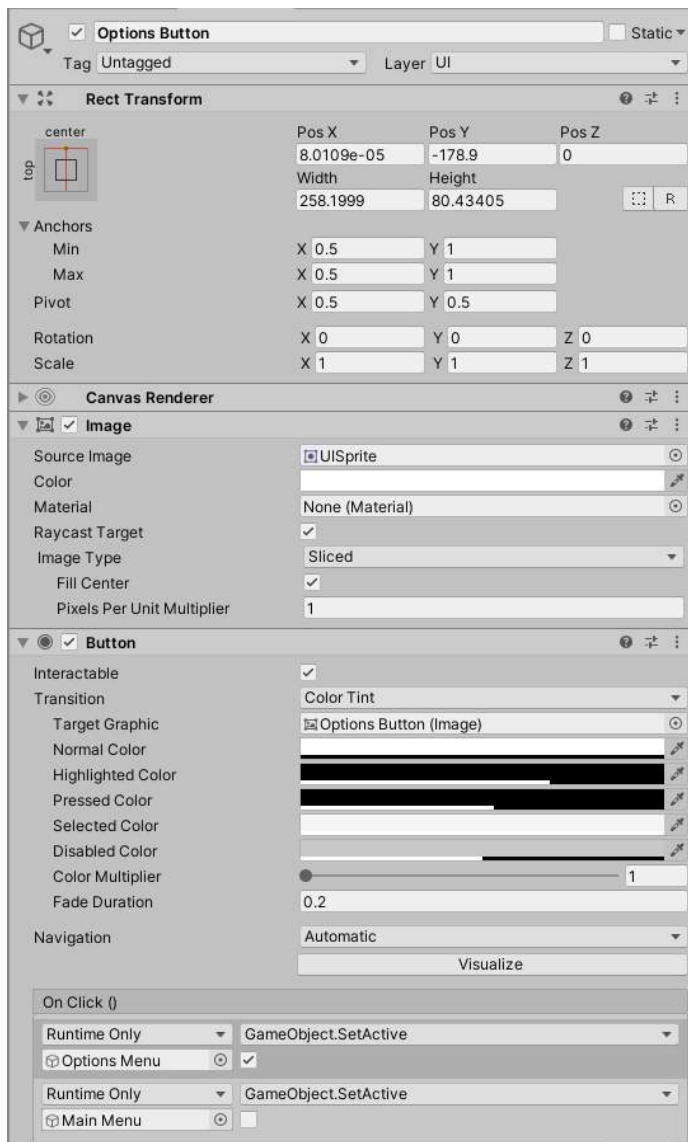 Options Button Static
Tag Untagged Layer UI
Rect Transform
center Pos X Pos Y Pos Z
top 8.0109e-05 -178.9 0
Width Height
258.1999 80.43405 R
Anchors
Min X 0.5 Y 1
Max X 0.5 Y 1
Pivot X 0.5 Y 0.5
Rotation X 0 Y 0 Z 0
Scale X 1 Y 1 Z 1
Canvas Renderer
Image
Source Image UISprite
Color
Material None (Material)
Raycast Target
Image Type Sliced
Fill Center
Pixels Per Unit Multiplier 1
Button
Interactable
Transition Color Tint
Target Graphic Options Button (Image)
Normal Color
Highlighted Color
Pressed Color
Selected Color
Disabled Color
Color Multiplier 1
Fade Duration 0.2
Navigation Automatic
Visualize
On Click ()
Runtime Only GameObject.SetActive
Options Menu
Runtime Only GameObject.SetActive
Main Menu